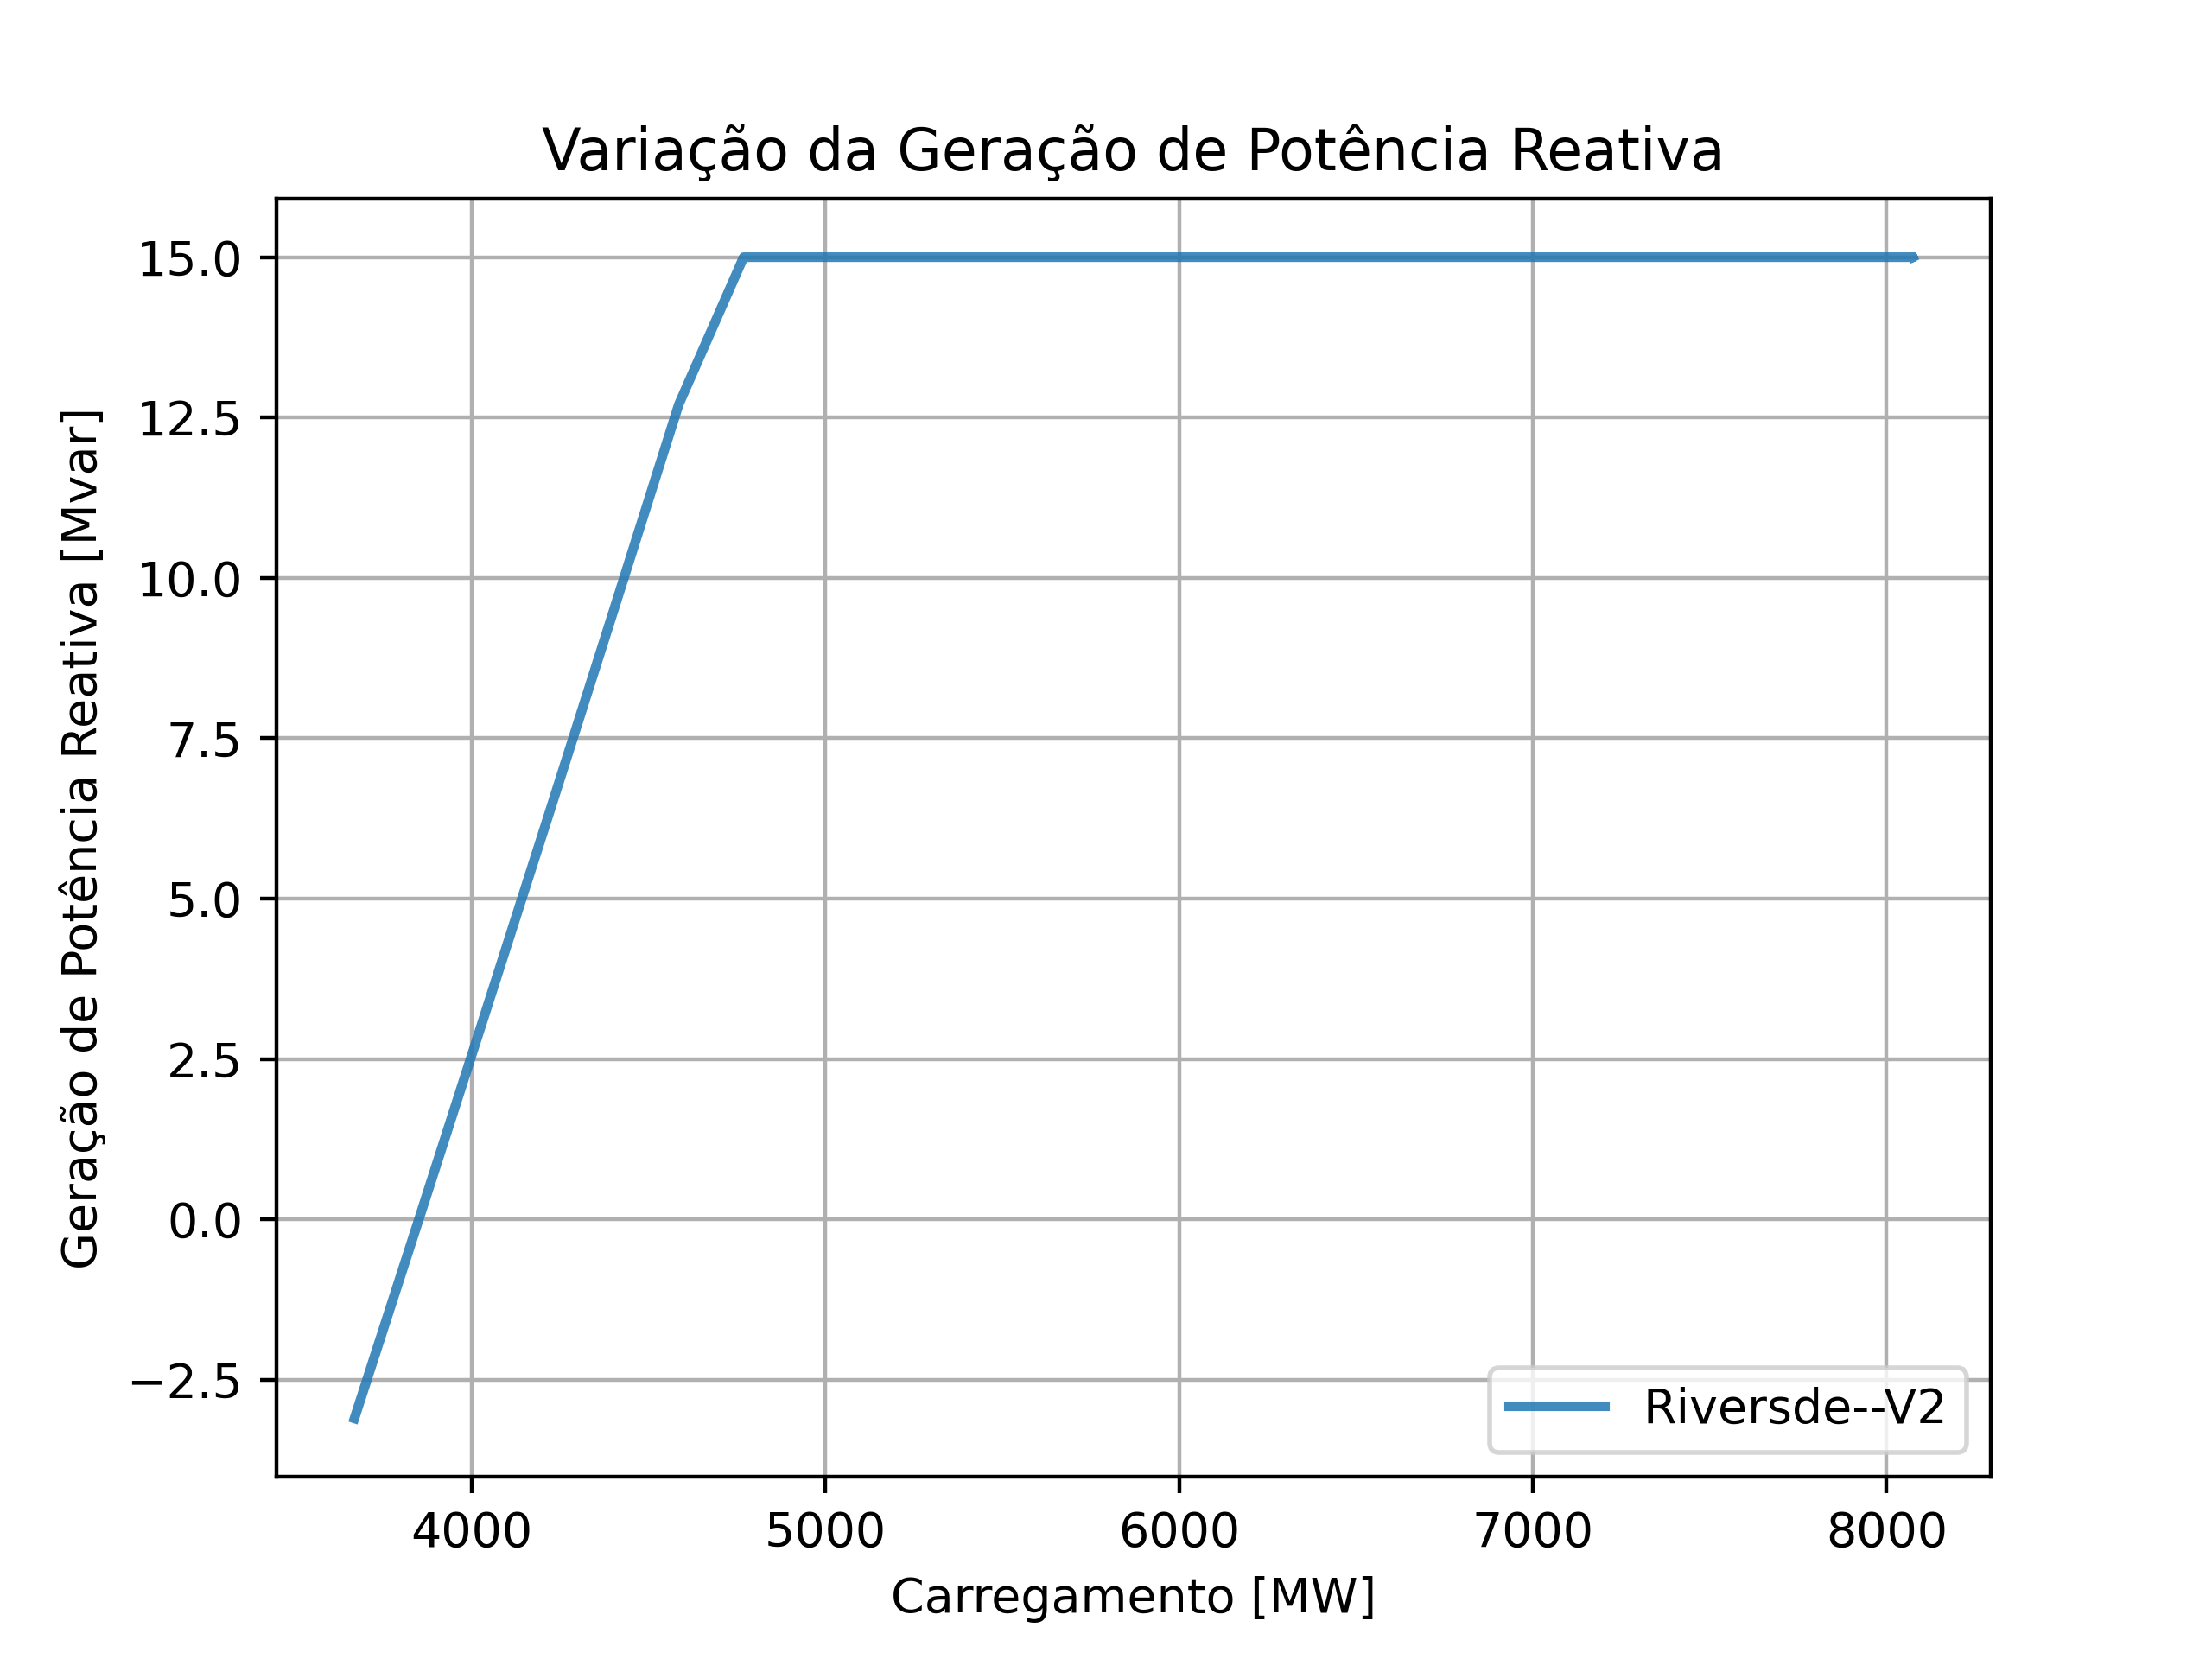 Variação da Geração de Potência Reativa
Geração de Potência Reativa [Mvar]
15.0
12.5
10.0
7.5
5.0
2.5
0.0
−2.5
Riversde--V2
4000 5000 6000 7000 8000
Carregamento [MW]